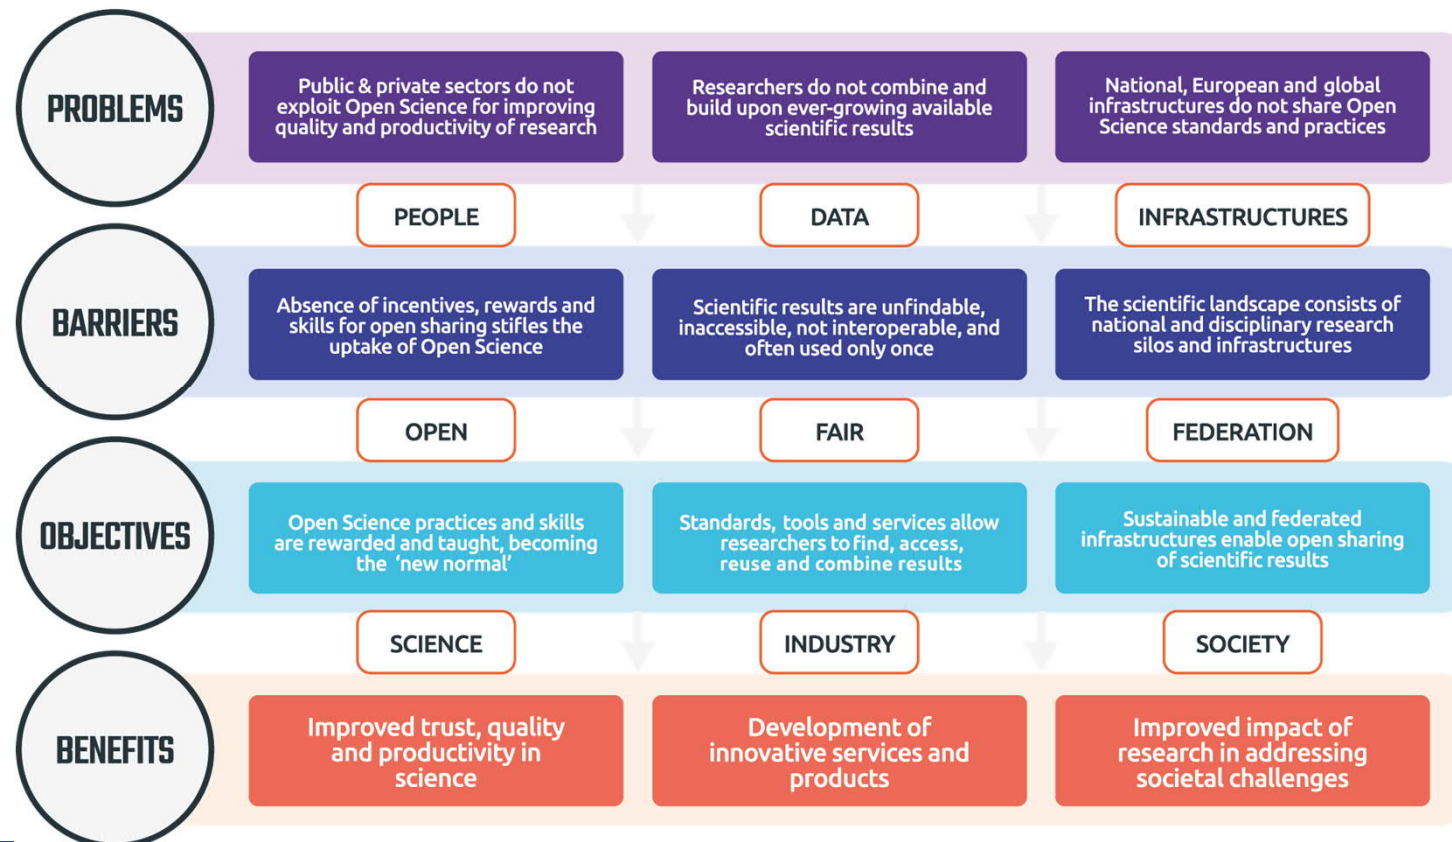 PROBLEMS
Public & private sectors do not
exploit Open Science for improving
quality and productivity of research
Researchers do not combine and
build upon ever-growing available
scientific results
National, European and global
infrastructures do not share Open
Science standards and practices
PEOPLE
DATA
INFRASTRUCTURES
BARRIERS
Absence of incentives, rewards and
skills for open sharing stifles the
uptake of Open Science
Scientific results are unfindable,
inaccessible, not interoperable, and
often used only once
The scientific landscape consists of
national and disciplinary research
silos and infrastructures
OPEN
FAIR
FEDERATION
OBJECTIVES
Open Science practices and skills
are rewarded and taught, becoming
the ‘new normal’
Standards, tools and services allow
researchers to find, access,
reuse and combine results
Sustainable and federated
infrastructures enable open sharing
of scientific results
SCIENCE
INDUSTRY
SOCIETY
BENEFITS
Improved trust, quality
and productivity in
science
Development of
innovative services and
products
Improved impact of
research in addressing
societal challenges